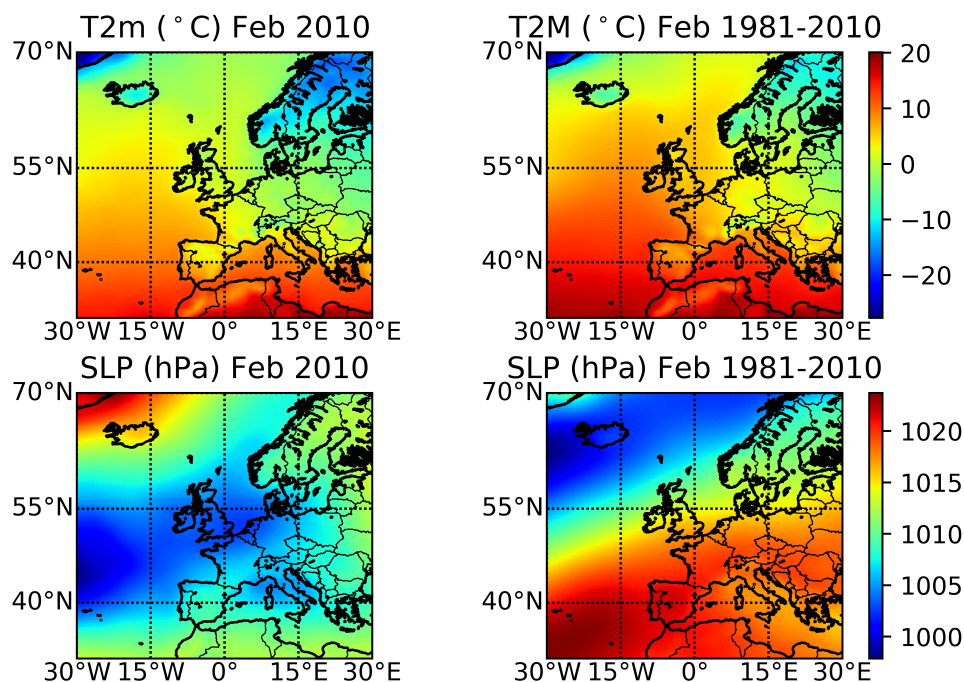 T2m (°C) Feb 2010
70°N
55°N
40°N
30°W 15°W 0° 15°E 30°E
T2M (°C) Feb 1981-2010
70°N
55°N
40°N
30°W 15°W 0° 15°E 30°E
20
10
0
−10
−20
SLP (hPa) Feb 2010
70°N
55°N
40°N
30°W 15°W 0° 15°E 30°E
SLP (hPa) Feb 1981-2010
70°N
55°N
40°N
30°W 15°W 0° 15°E 30°E
1020
1015
1010
1005
1000